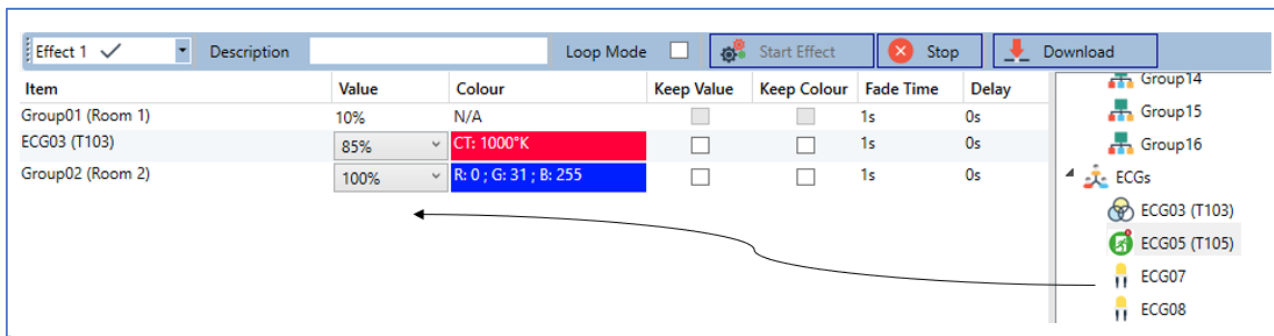 Effect 1 Description Loop Mode Start Effect Stop Download
Item Value Colour Keep Value Keep Colour Fade Time Delay
Group01 (Room 1) 10% N/A 1s 0s
ECG03 (T103) 85% CT: 1000°K 1s 0s
Group02 (Room 2) 100% R: 0 ; G: 31 ; B: 255 1s 0s
Group14
Group15
Group16
ECGs
ECG03 (T103)
ECG05 (T105)
ECG07
ECG08